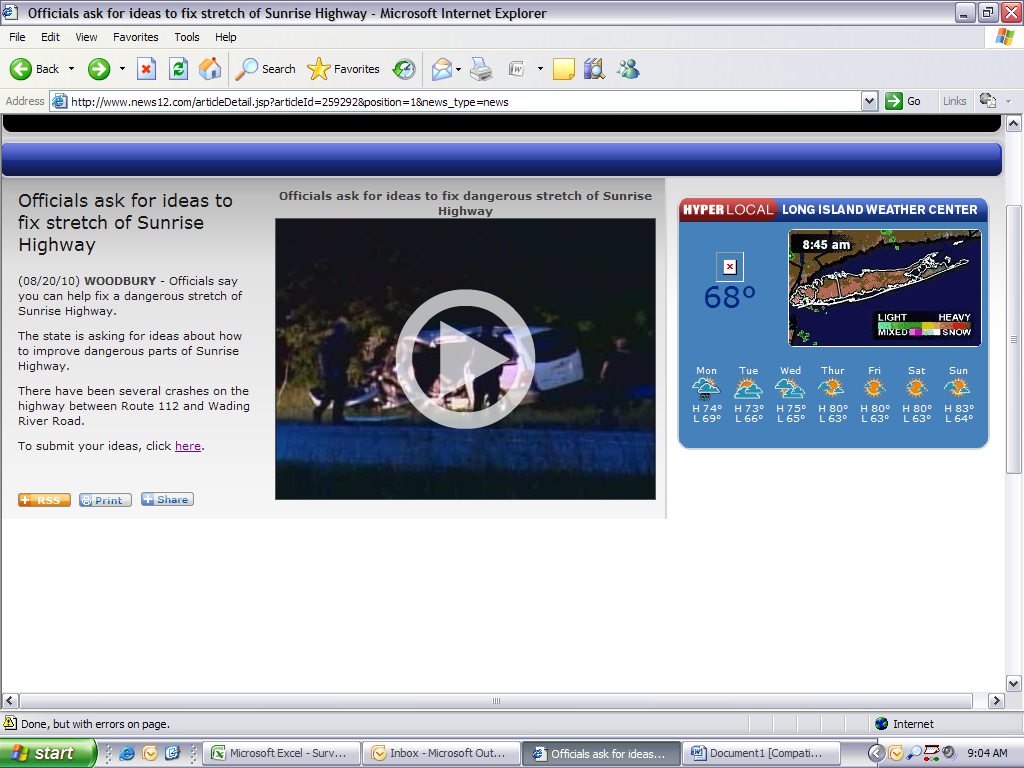 Officials ask for ideas to fix stretch of Sunrise Highway - Microsoft Internet Explorer
File Edit View Favorites Tools Help
Back Search Favorites
Address http://www.news12.com/articleDetail.jsp?articleId=259292&position=1&news_type=news Go Links
Officials ask for ideas to
fix stretch of Sunrise
Highway
(08/20/10) WOODBURY - Officials say
you can help fix a dangerous stretch of
Sunrise Highway.
The state is asking for ideas about how
to improve dangerous parts of Sunrise
Highway.
There have been several crashes on the
highway between Route 112 and Wading
River Road.
To submit your ideas, click here.
RSS Print Share
Officials ask for ideas to fix dangerous stretch of Sunrise
Highway
HYPER LOCAL LONG ISLAND WEATHER CENTER
68°
8:45 am
LIGHT HEAVY
MIXED SNOW
Mon Tue Wed Thur Fri Sat Sun
H 74° H 73° H 75° H 80° H 80° H 80° H 83°
L 69° L 66° L 65° L 63° L 63° L 63° L 64°
Done, but with errors on page. Internet
start Microsoft Excel - Surv... Inbox - Microsoft Out... Officials ask for ideas... Document1 [Compati... 9:04 AM